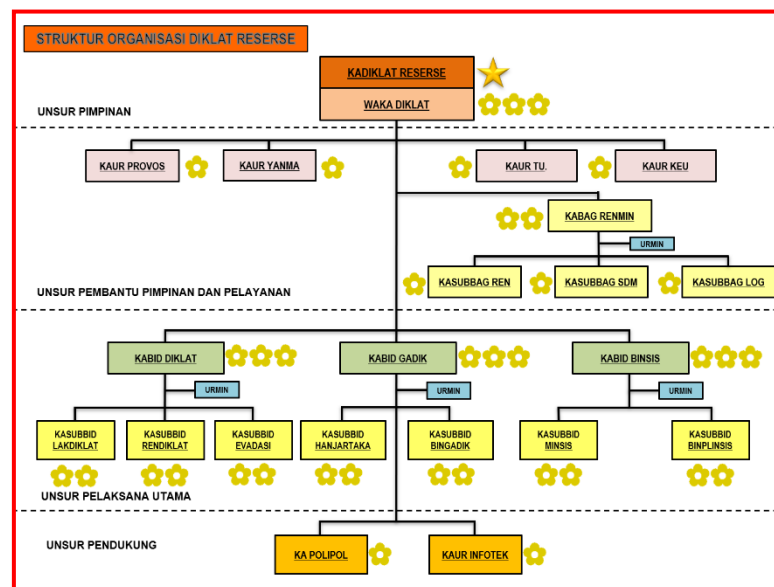 STRUKTUR ORGANISASI DIKLAT RESERSE
KADIKLAT RESERSE
WAKA DIKLAT
UNSUR PIMPINAN
KAUR PROVOS
KAUR YANMA
KAUR TU.
KAUR KEU
KABAG RENMIN
URMIN
KASUBBAG REN
KASUBBAG SDM
KASUBBAG LOG
UNSUR PEMBANTU PIMPINAN DAN PELAYANAN
KABID DIKLAT
KABID GADIK
KABID BINSIS
URMIN
URMIN
URMIN
KASUBBID
LAKDIKLAT
KASUBBID
RENDIKLAT
KASUBBID
EVADASI
KASUBBID
HANJARTAKA
KASUBBID
BINGADIK
KASUBBID
MINSIS
KASUBBID
BINPLINSIS
UNSUR PELAKSANA UTAMA
UNSUR PENDUKUNG
KA POLIPOL
KAUR INFOTEK